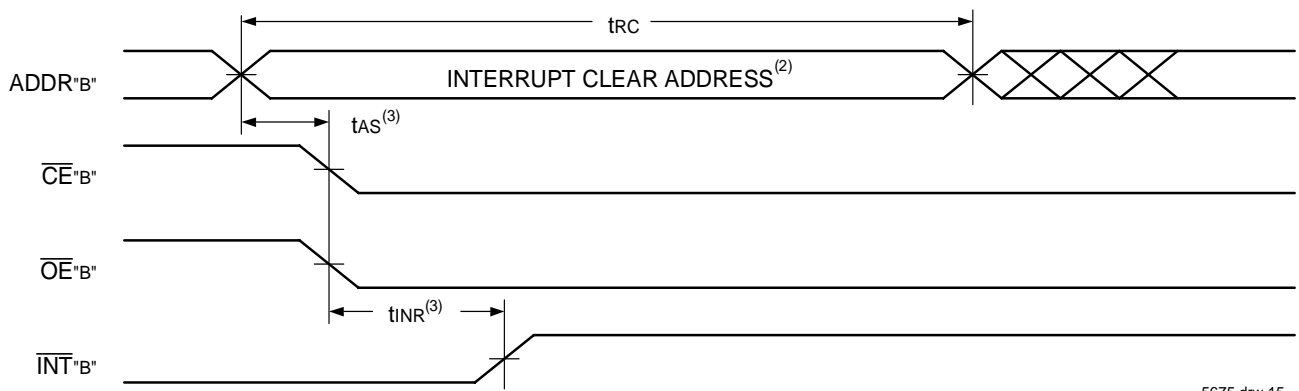 tRC
ADDR"B"
INTERRUPT CLEAR ADDRESS(2)
tAS(3)
CE"B"
OE"B"
tINR(3)
INT"B"
5675 drw 15